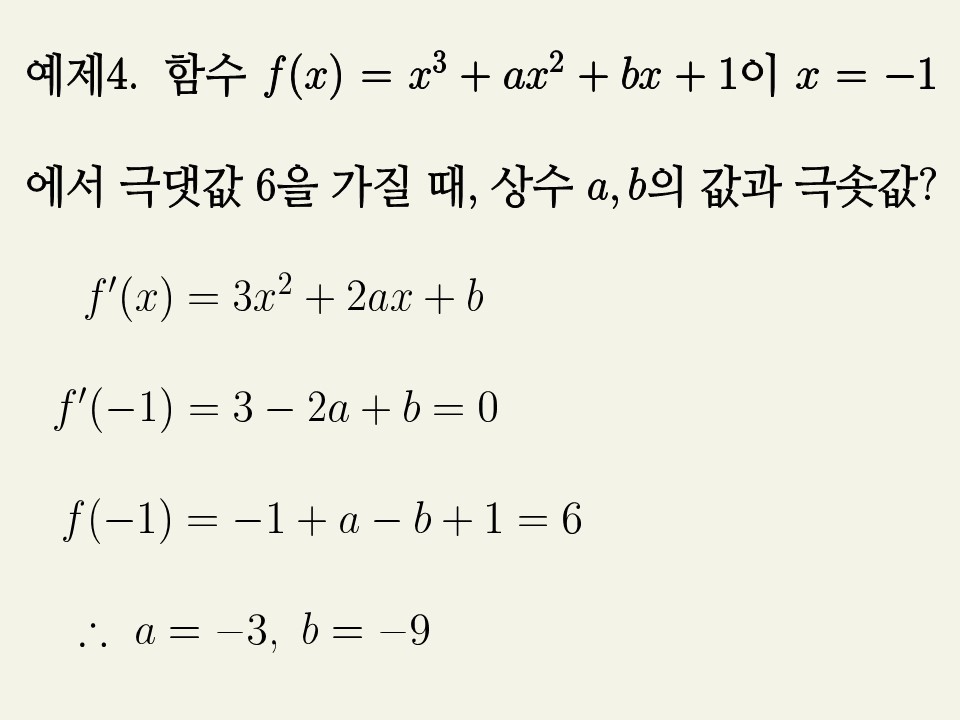 예제4. 함수 f(x) = x³ + ax² + bx + 1이 x = −1
에서 극댓값 6을 가질 때, 상수 a, b의 값과 극솟값?
f′(x) = 3x² + 2ax + b
f′(−1) = 3 − 2a + b = 0
f(−1) = −1 + a − b + 1 = 6
∴ a = −3, b = −9